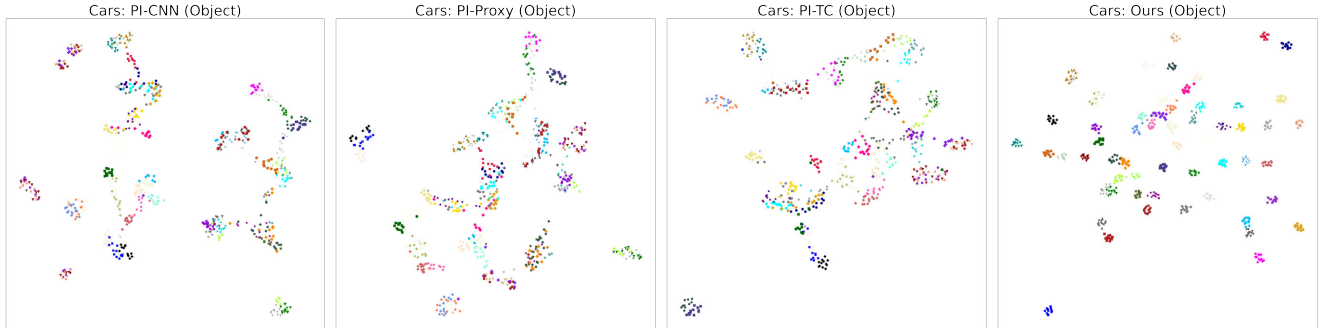 Cars: PI-CNN (Object)
Cars: PI-Proxy (Object)
Cars: PI-TC (Object)
Cars: Ours (Object)